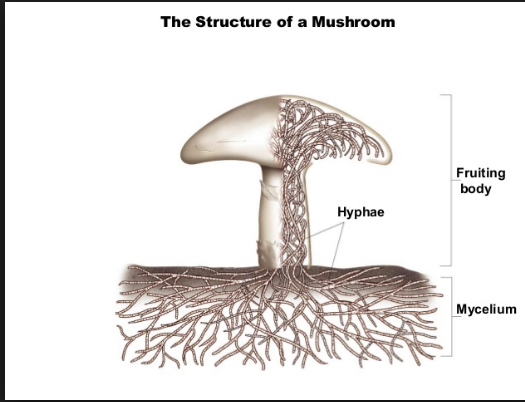 The Structure of a Mushroom
Fruiting
body
Hyphae
Mycelium